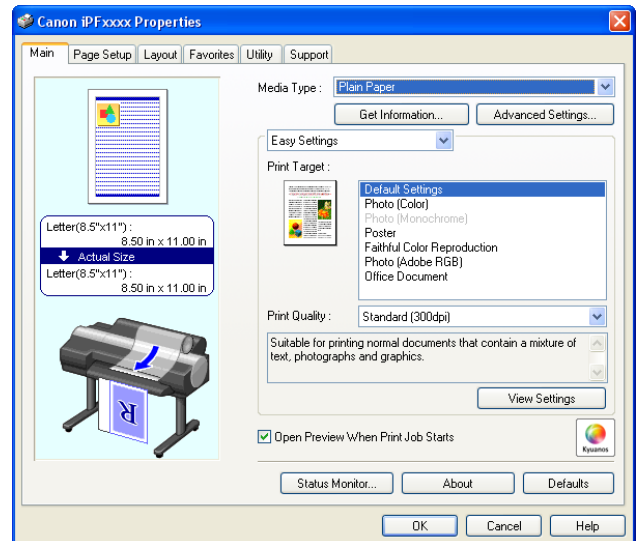 Canon iPFxxxx Properties
Main Page Setup Layout Favorites Utility Support
Media Type : Plain Paper
Get Information... Advanced Settings...
Easy Settings
Print Target :
Default Settings
Photo (Color)
Photo (Monochrome)
Poster
Faithful Color Reproduction
Photo (Adobe RGB)
Office Document
Letter(8.5"x11") :
8.50 in x 11.00 in
Actual Size
Letter(8.5"x11") :
8.50 in x 11.00 in
Print Quality : Standard (300dpi)
Suitable for printing normal documents that contain a mixture of
text, photographs and graphics.
View Settings
R
Open Preview When Print Job Starts
Kyuanos
Status Monitor... About Defaults
OK Cancel Help